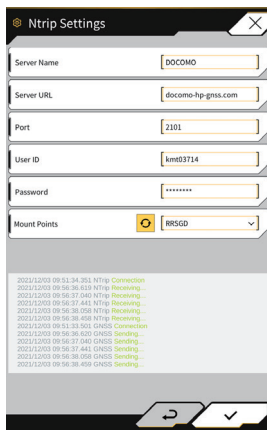 Ntrip Settings
Server Name
DOCOMO
Server URL
docomo-hp-gnss.com
Port
2101
User ID
kmt03714
Password
********
Mount Points
RRSGD
2021/12/03 09:51:34.351 NTrip Connection
2021/12/03 09:56:36.619 NTrip Receiving...
2021/12/03 09:56:37.040 NTrip Receiving...
2021/12/03 09:56:37.441 NTrip Receiving...
2021/12/03 09:56:38.058 NTrip Receiving...
2021/12/03 09:56:38.458 NTrip Receiving...
2021/12/03 09:51:33.501 GNSS Connection
2021/12/03 09:56:36.620 GNSS Sending...
2021/12/03 09:56:37.040 GNSS Sending...
2021/12/03 09:56:37.441 GNSS Sending...
2021/12/03 09:56:38.058 GNSS Sending...
2021/12/03 09:56:38.459 GNSS Sending...